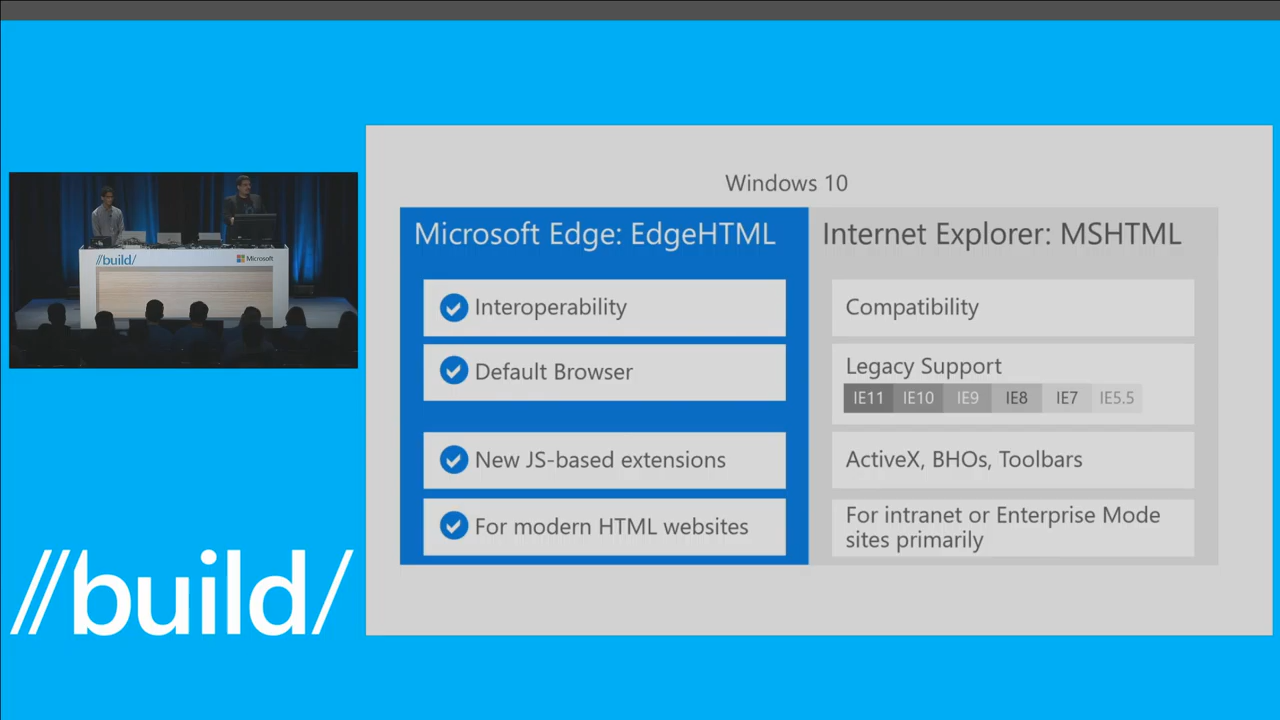 //build/
Microsoft
//build/
Windows 10
Microsoft Edge: EdgeHTML
Interoperability
Default Browser
New JS-based extensions
For modern HTML websites
Internet Explorer: MSHTML
Compatibility
Legacy Support
IE11 IE10 IE9 IE8 IE7 IE5.5
ActiveX, BHOs, Toolbars
For intranet or Enterprise Mode
sites primarily